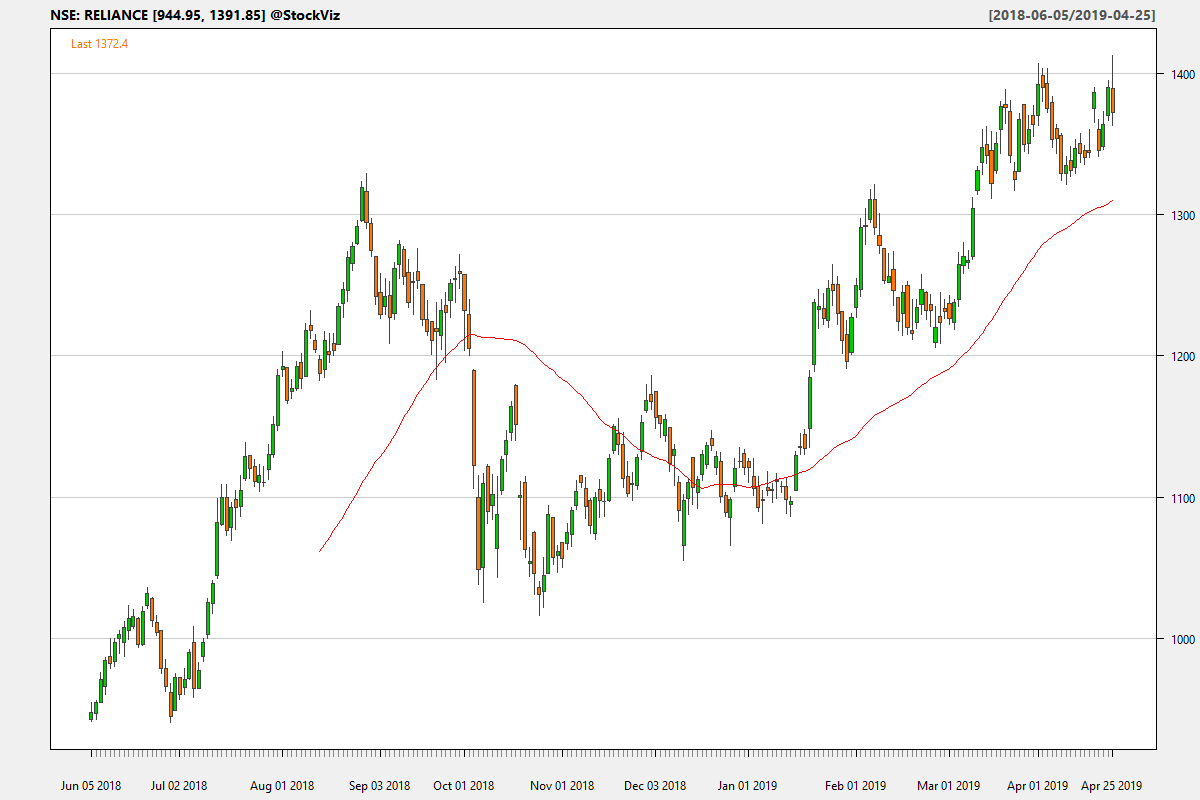 NSE: RELIANCE [944.95, 1391.85] @StockViz
[2018-06-05/2019-04-25]
Last 1372.4
1400
1300
1200
1100
1000
Jun 05 2018
Jul 02 2018
Aug 01 2018
Sep 03 2018
Oct 01 2018
Nov 01 2018
Dec 03 2018
Jan 01 2019
Feb 01 2019
Mar 01 2019
Apr 01 2019
Apr 25 2019